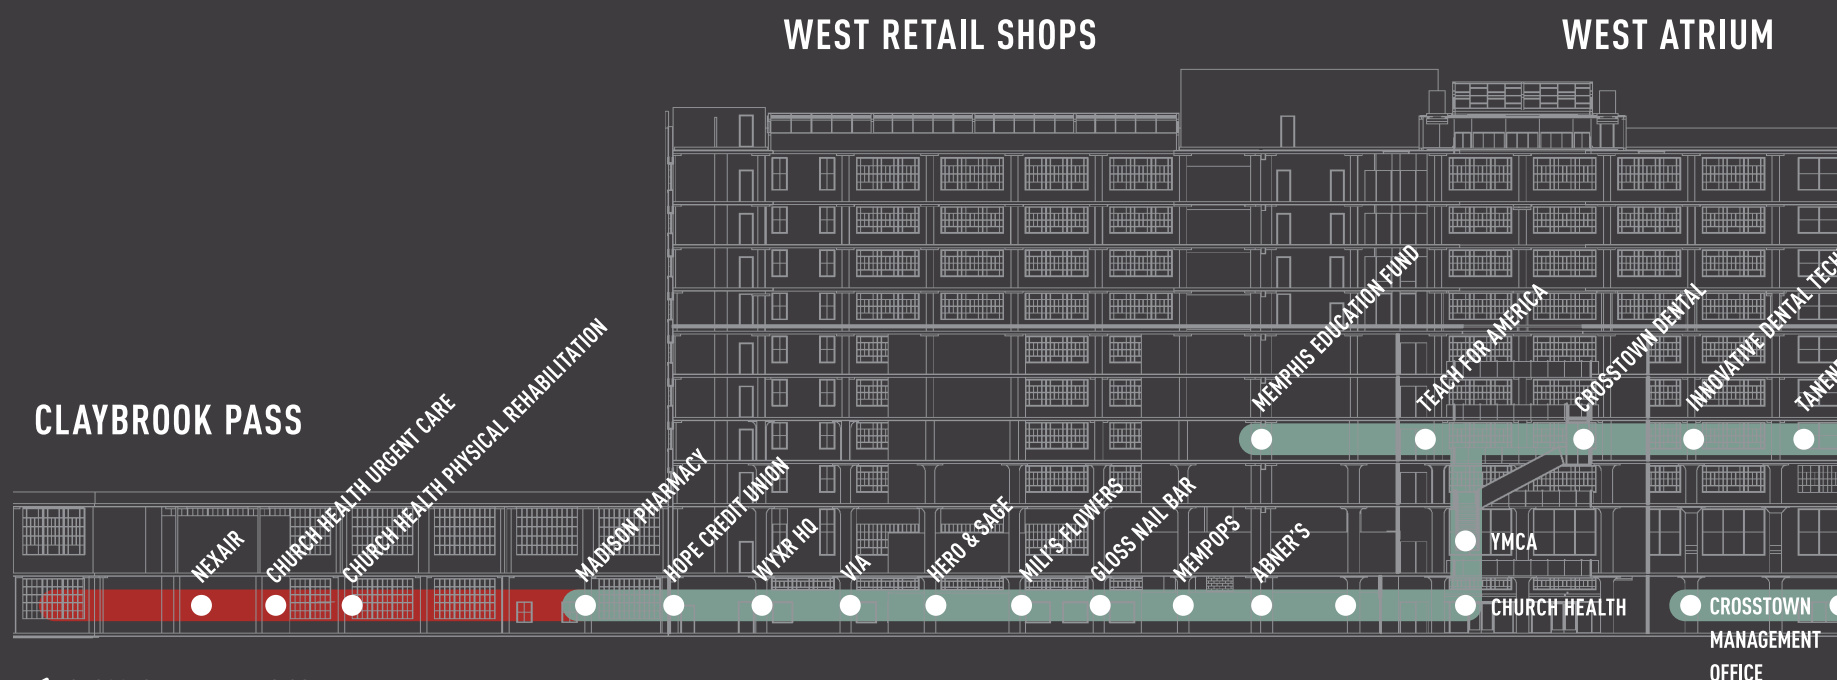 WEST RETAIL SHOPS
WEST ATRIUM
CLAYBROOK PASS
NEXAIR
CHURCH HEALTH URGENT CARE
CHURCH HEALTH PHYSICAL REHABILITATION
MADISON PHARMACY
HOPE CREDIT UNION
WYXR HQ
VIA
HERO & SAGE
MILI'S FLOWERS
GLOSS NAIL BAR
MEMPOPS
ABNER'S
MEMPHIS EDUCATION FUND
TEACH FOR AMERICA
CROSSTOWN DENTAL
INNOVATIVE DENTAL TECH
TANEN
YMCA
CHURCH HEALTH
CROSSTOWN
MANAGEMENT
OFFICE